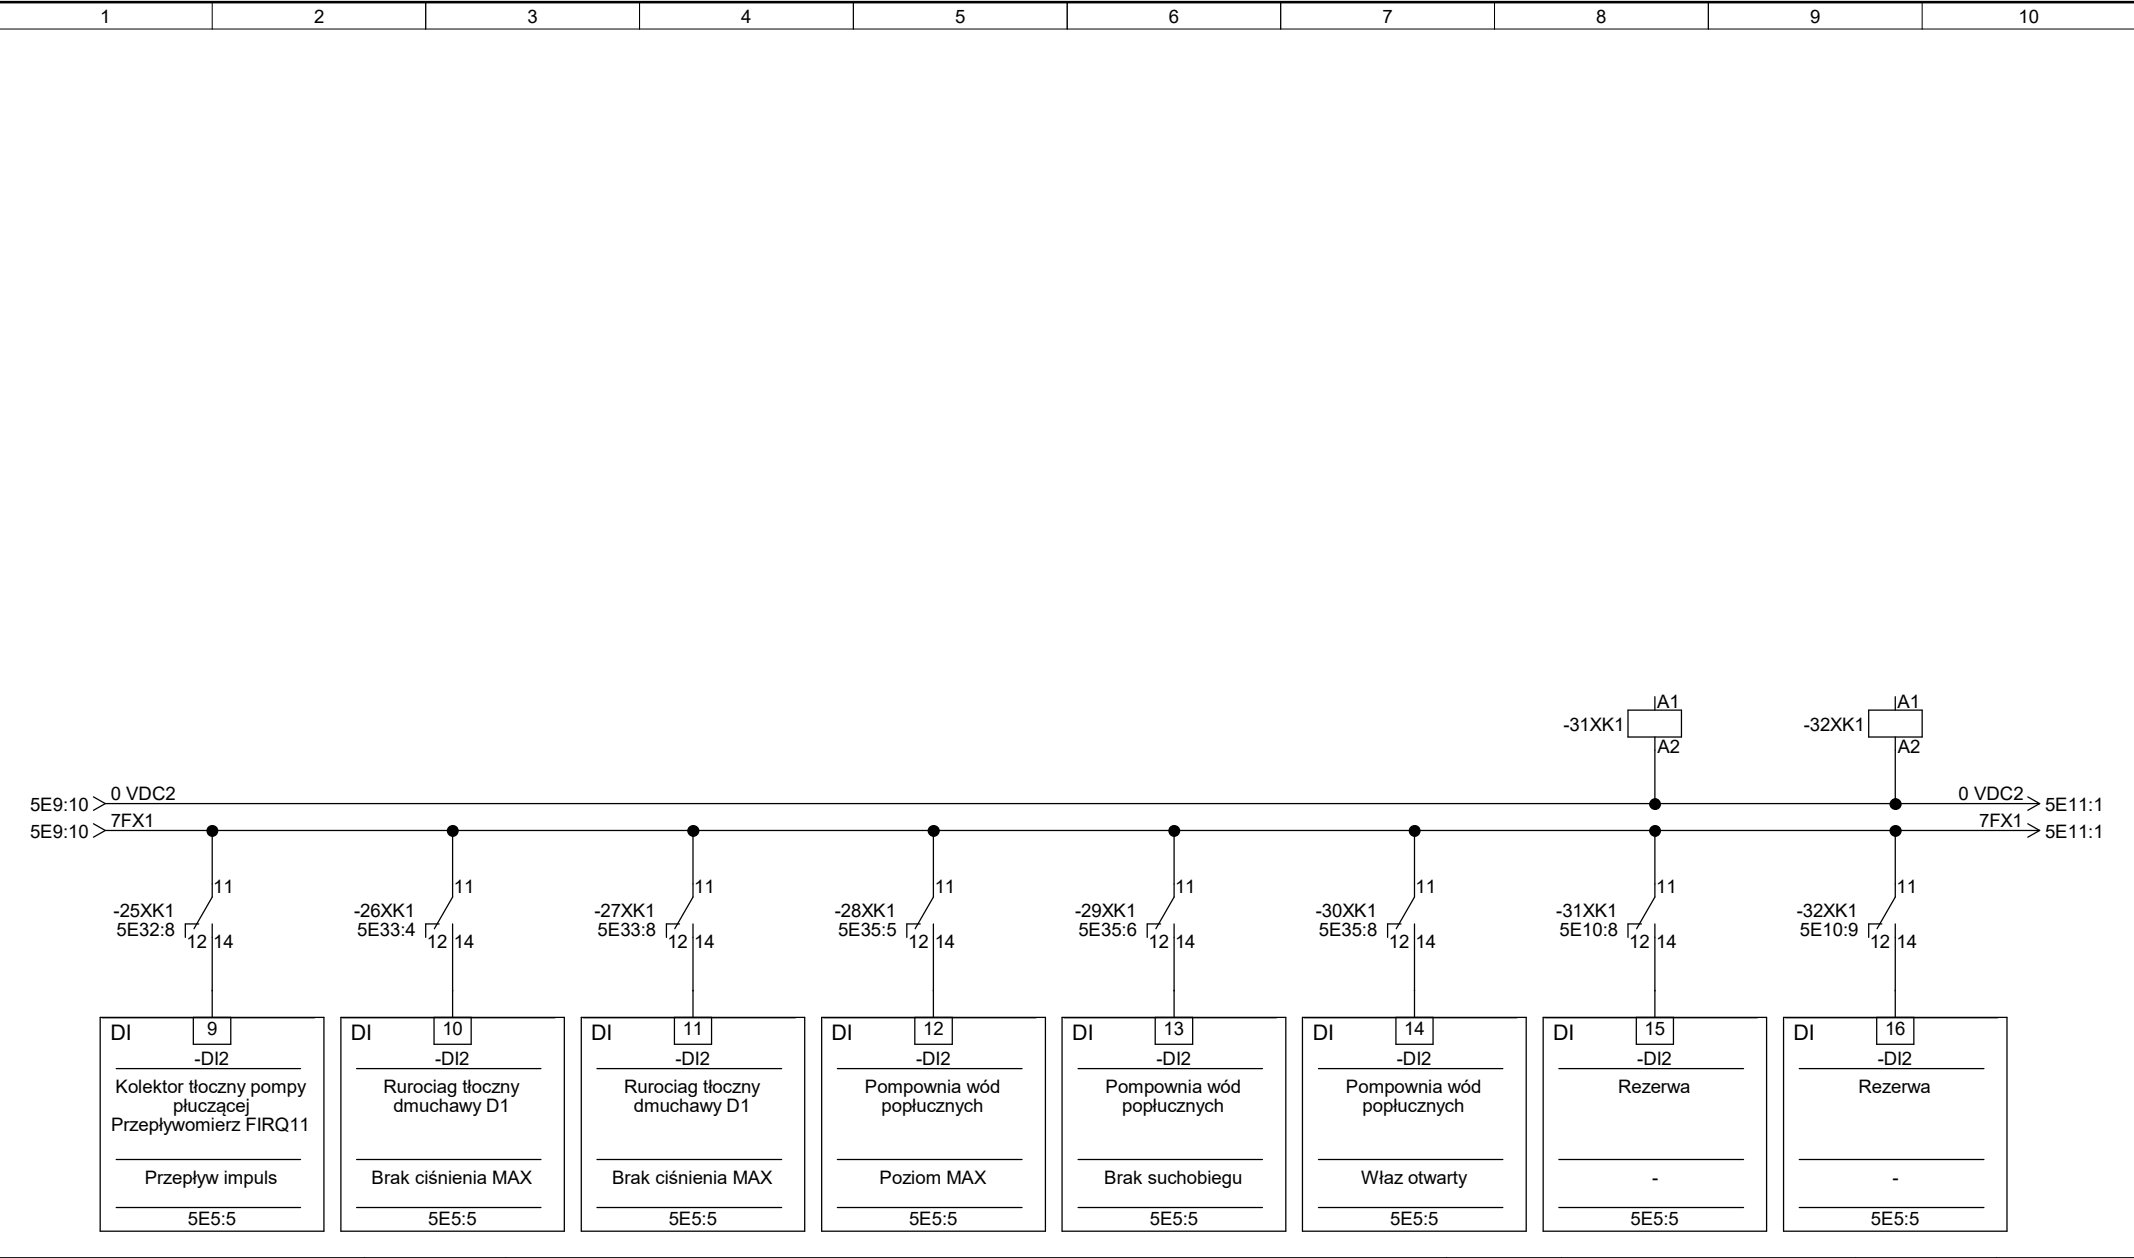 1 2 3 4 5 6 7 8 9 10
A1 A1
-31XK1 -32XK1
A2 A2
0 VDC2 0 VDC2
5E9:10 5E11:1
7FX1 7FX1
5E9:10 5E11:1
11 11 11 11 11 11 11 11
-25XK1 -26XK1 -27XK1 -28XK1 -29XK1 -30XK1 -31XK1 -32XK1
5E32:8 5E33:4 5E33:8 5E35:5 5E35:6 5E35:8 5E10:8 5E10:9
12 14 12 14 12 14 12 14 12 14 12 14 12 14 12 14
DI 9
-DI2
Kolektor tłoczny pompy
płuczącej
Przepływomierz FIRQ11
Przepływ impuls
5E5:5
DI 10
-DI2
Rurociag tłoczny
dmuchawy D1
Brak ciśnienia MAX
5E5:5
DI 11
-DI2
Rurociag tłoczny
dmuchawy D1
Brak ciśnienia MAX
5E5:5
DI 12
-DI2
Pompownia wód
popłucznych
Poziom MAX
5E5:5
DI 13
-DI2
Pompownia wód
popłucznych
Brak suchobiegu
5E5:5
DI 14
-DI2
Pompownia wód
popłucznych
Właz otwarty
5E5:5
DI 15
-DI2
Rezerwa
-
5E5:5
DI 16
-DI2
Rezerwa
-
5E5:5